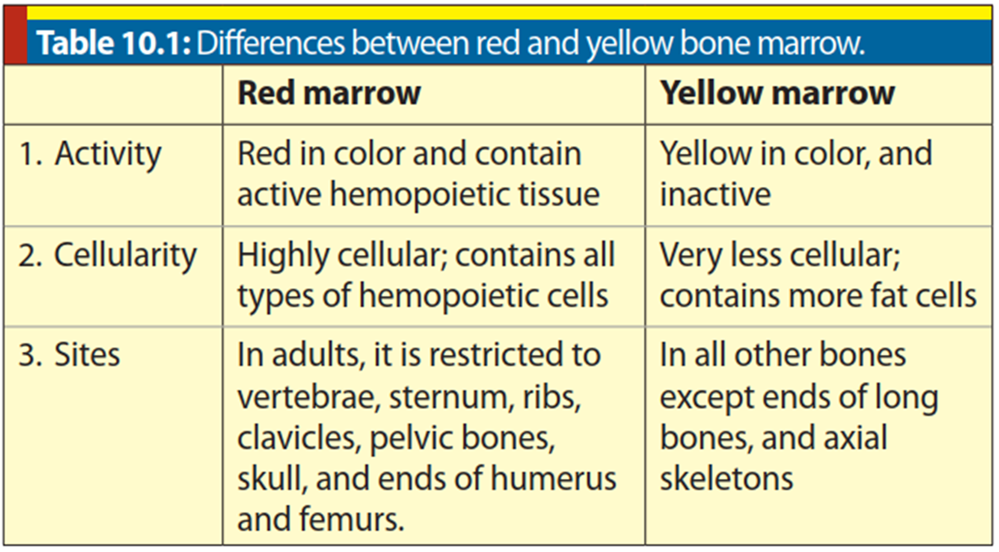 Table 10.1: Differences between red and yellow bone marrow.
Red marrow
Yellow marrow
1. Activity
Red in color and contain
active hemopoietic tissue
Yellow in color, and
inactive
2. Cellularity
Highly cellular; contains all
types of hemopoietic cells
Very less cellular;
contains more fat cells
3. Sites
In adults, it is restricted to
vertebrae, sternum, ribs,
clavicles, pelvic bones,
skull, and ends of humerus
and femurs.
In all other bones
except ends of long
bones, and axial
skeletons